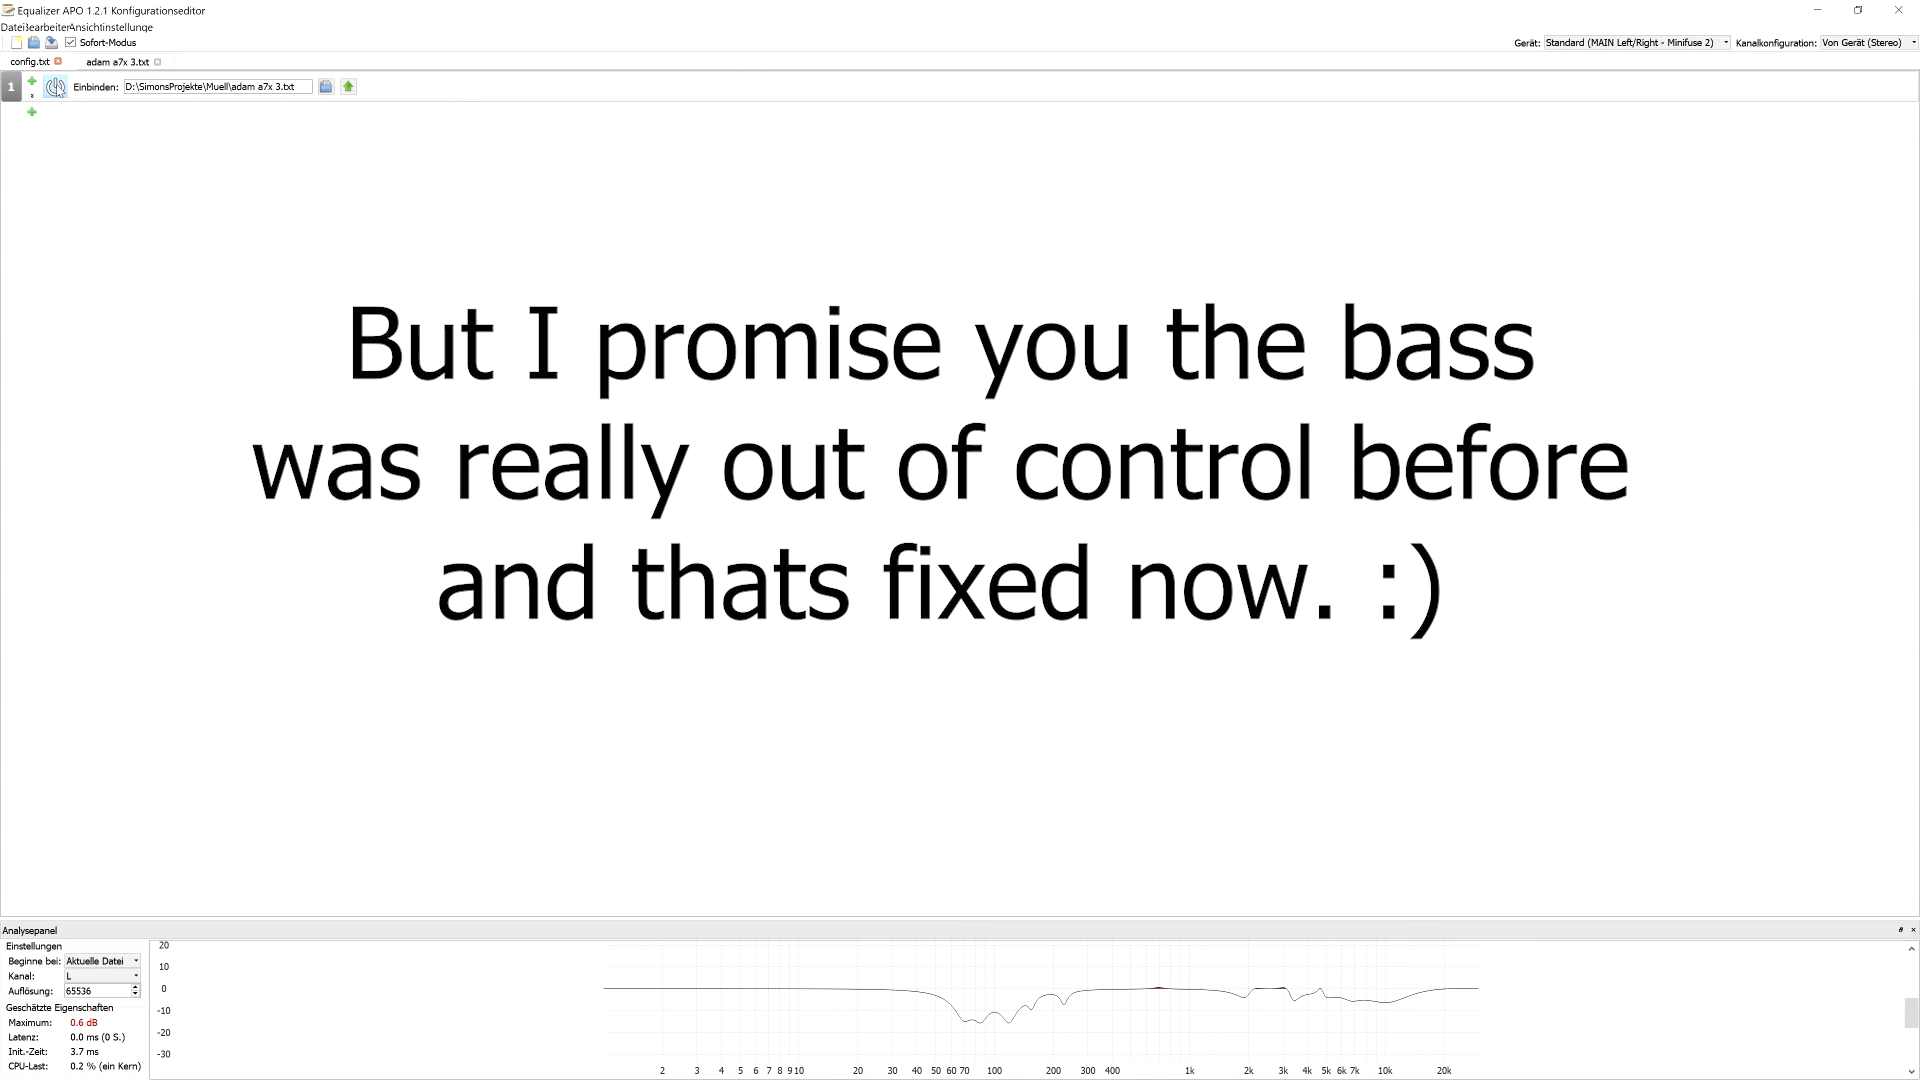 Equalizer APO 1.2.1 Konfigurationseditor
Sofort-Modus
Gerät: Standard (MAIN Left/Right - Minifuse 2) Kanalkonfiguration: Von Gerät (Stereo)
config.txt adam a7x 3.txt
1 Einbinden: D:\SimonsProjekte\Muell\adam a7x 3.txt
But I promise you the bass
was really out of control before
and thats fixed now. :)
Analysepanel
Einstellungen
Beginne bei: Aktuelle Datei
Kanal: L
Auflösung: 65536
Geschätzte Eigenschaften
Maximum: 0.6 dB
Latenz: 0.0 ms (0 S.)
Init.-Zeit: 3.7 ms
CPU-Last: 0.2 % (ein Kern)
20
10
0
-10
-20
-30
2 3 4 5 6 7 8 9 10 20 30 40 50 60 70 100 200 300 400 1k 2k 3k 4k 5k 6k 7k 10k 20k